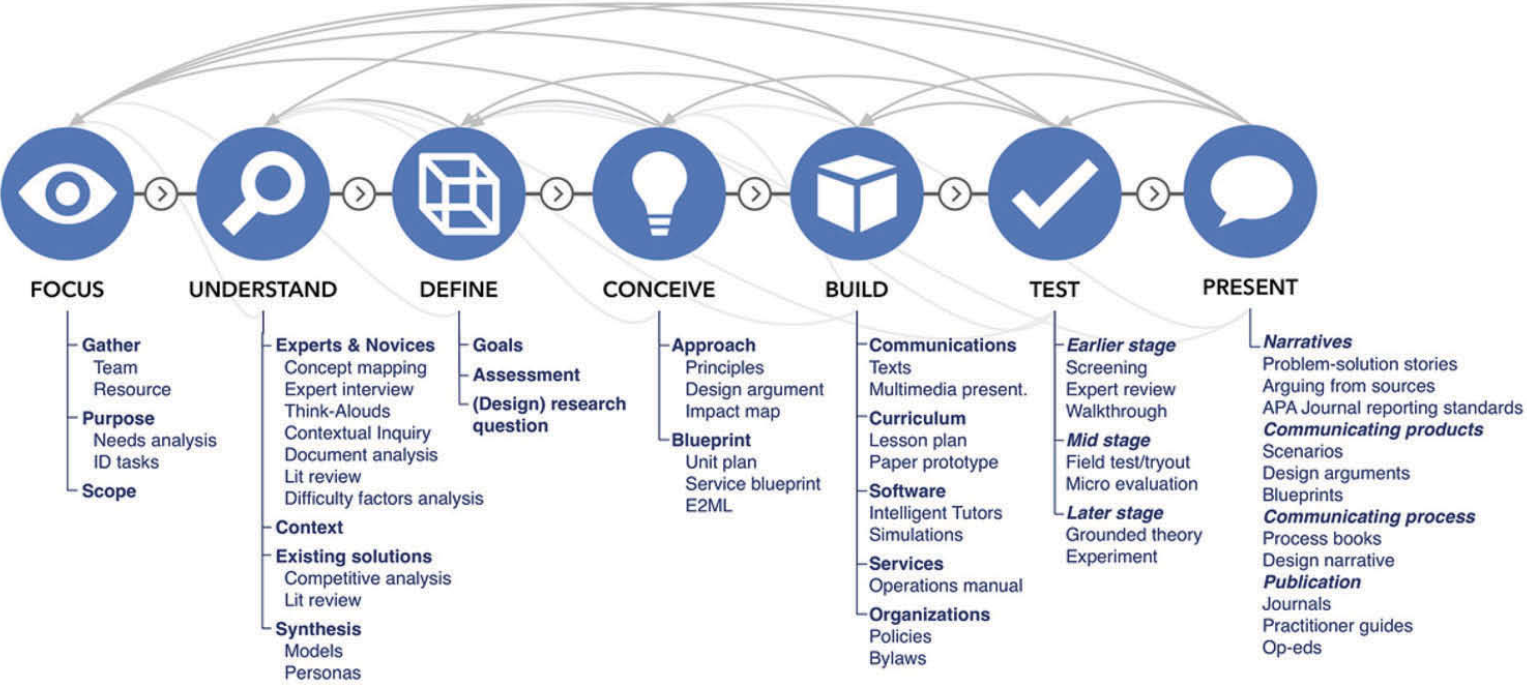 FOCUS
UNDERSTAND
DEFINE
CONCEIVE
BUILD
TEST
PRESENT
Gather
Team
Resource
Purpose
Needs analysis
ID tasks
Scope
Experts & Novices
Concept mapping
Expert interview
Think-Alouds
Contextual Inquiry
Document analysis
Lit review
Difficulty factors analysis
Context
Existing solutions
Competitive analysis
Lit review
Synthesis
Models
Personas
Goals
Assessment
(Design) research
question
Approach
Principles
Design argument
Impact map
Blueprint
Unit plan
Service blueprint
E2ML
Communications
Texts
Multimedia present.
Curriculum
Lesson plan
Paper prototype
Software
Intelligent Tutors
Simulations
Services
Operations manual
Organizations
Policies
Bylaws
Earlier stage
Screening
Expert review
Walkthrough
Mid stage
Field test/tryout
Micro evaluation
Later stage
Grounded theory
Experiment
Narratives
Problem-solution stories
Arguing from sources
APA Journal reporting standards
Communicating products
Scenarios
Design arguments
Blueprints
Communicating process
Process books
Design narrative
Publication
Journals
Practitioner guides
Op-eds